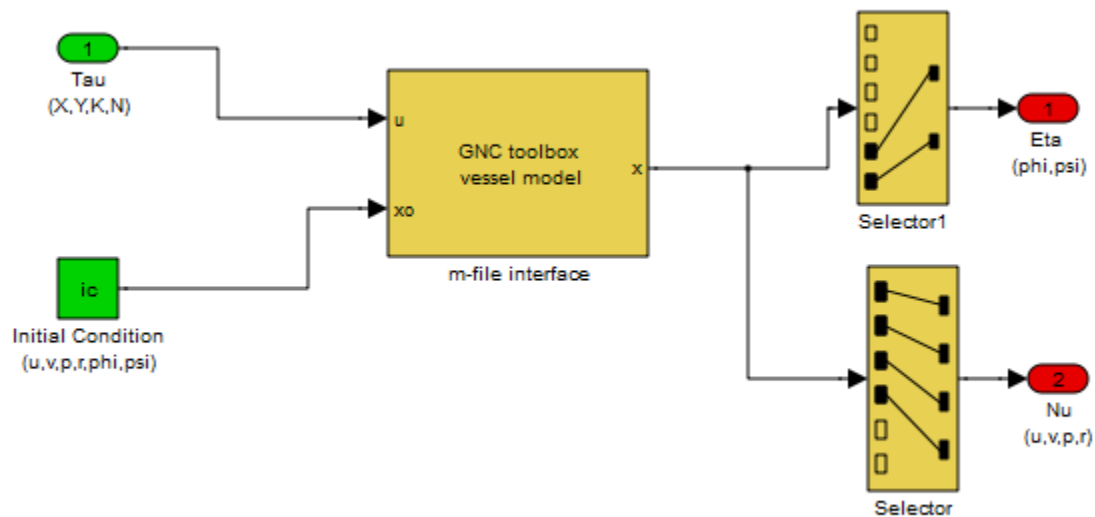 1
Tau
(X,Y,K,N)
ic
Initial Condition
(u,v,p,r,phi,psi)
u
xo
GNC toolbox
vessel model
x
m-file interface
Selector1
1
Eta
(phi,psi)
Selector
2
Nu
(u,v,p,r)